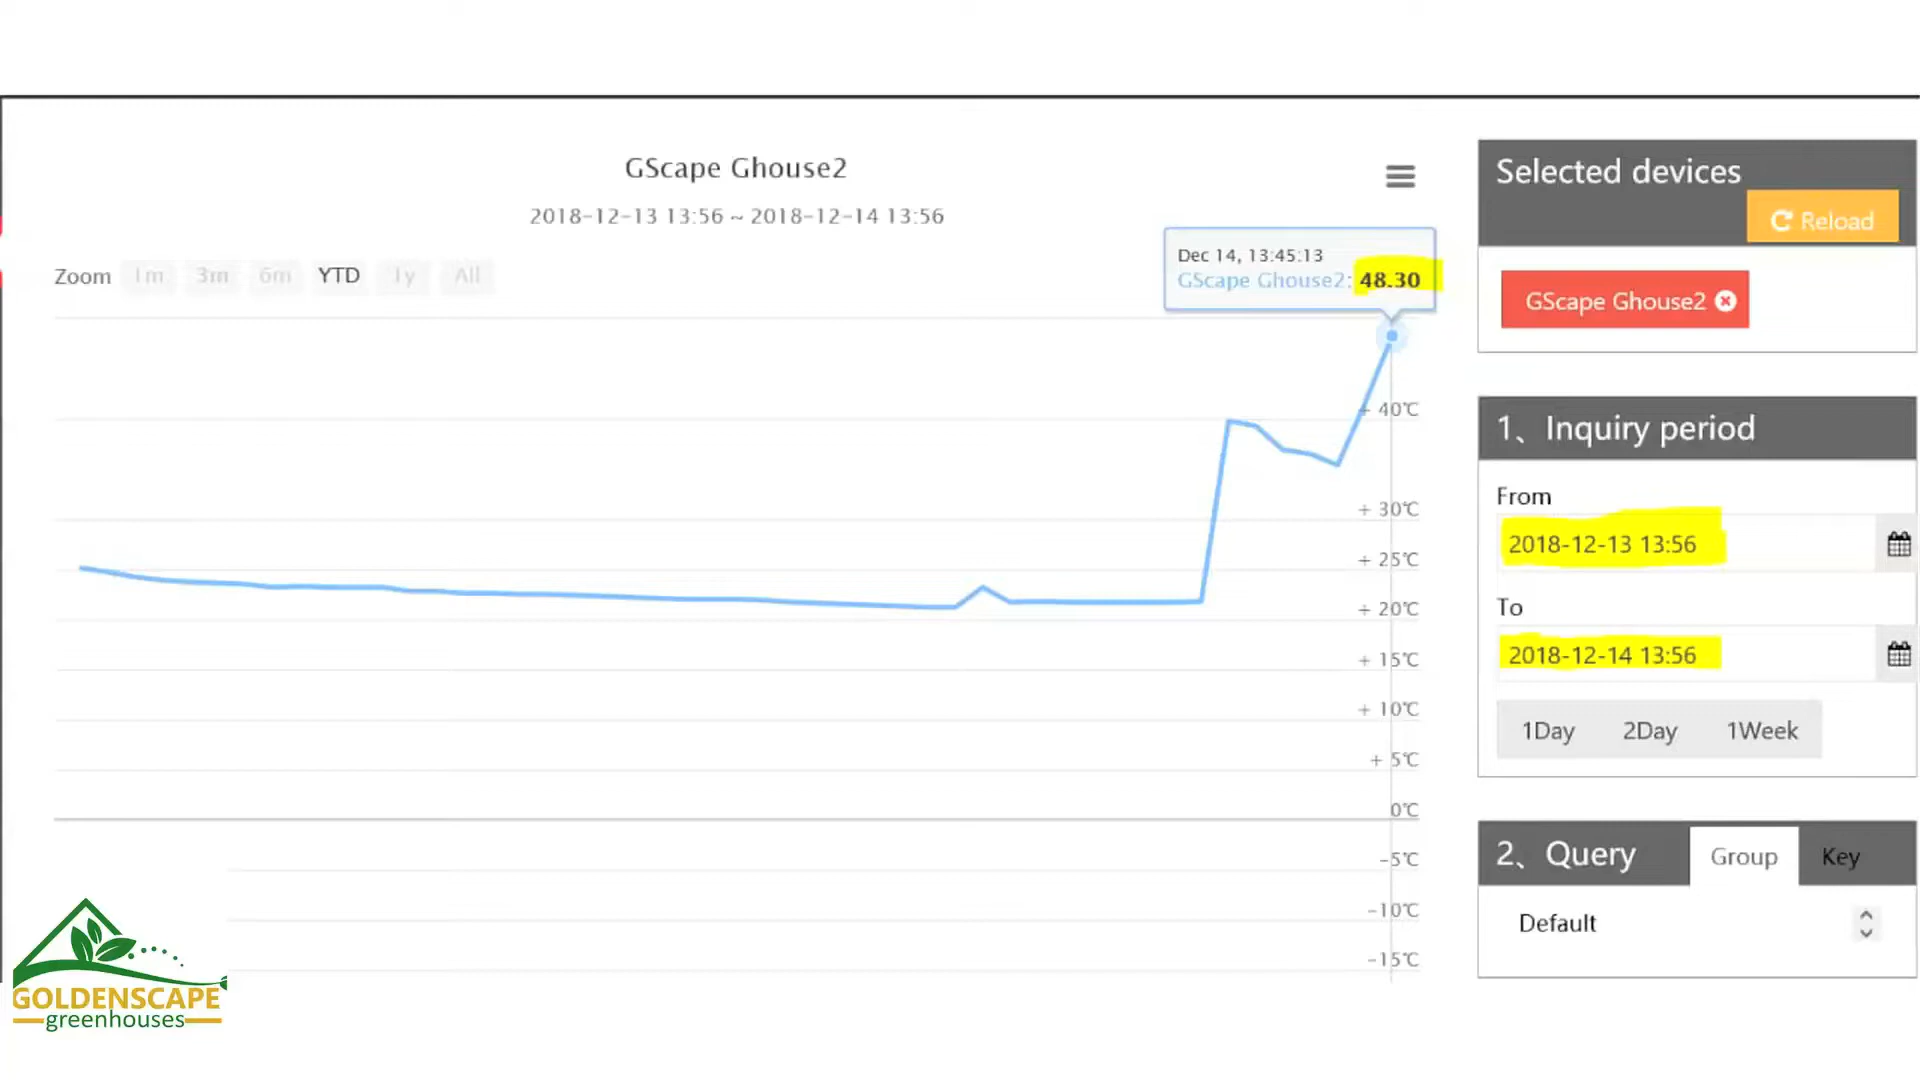 GScape Ghouse2
2018-12-13 13:56 ~ 2018-12-14 13:56
Zoom 1m 3m 6m YTD 1y All
Dec 14, 13:45:13
GScape Ghouse2: 48.30
+ 40℃
+ 30℃
+ 25℃
+ 20℃
+ 15℃
+ 10℃
+ 5℃
0℃
-5℃
-10℃
-15℃
Selected devices
Reload
GScape Ghouse2
1、Inquiry period
From
2018-12-13 13:56
To
2018-12-14 13:56
1Day 2Day 1Week
2、Query Group Key
Default
GOLDENSCAPE
greenhouses